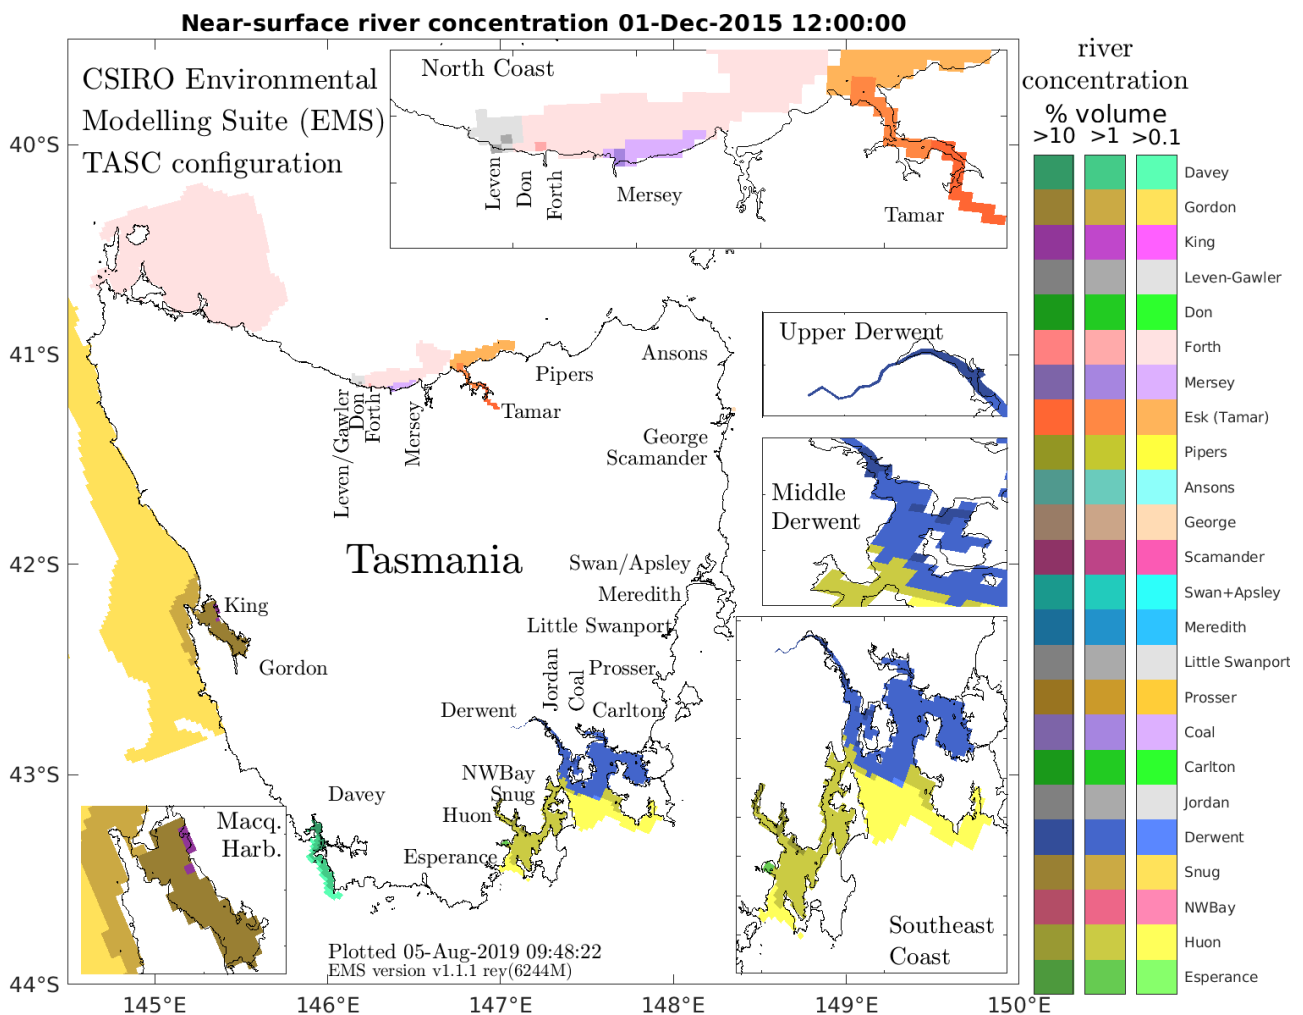 Near-surface river concentration 01-Dec-2015 12:00:00
CSIRO Environmental
Modelling Suite (EMS)
TASC configuration
North Coast
Leven
Don
Forth
Mersey
Tamar
river
concentration
% volume
>10 >1 >0.1
Davey
Gordon
King
Leven-Gawler
Don
Forth
Mersey
Esk (Tamar)
Pipers
Ansons
George
Scamander
Swan+Apsley
Meredith
Little Swanport
Prosser
Coal
Carlton
Jordan
Derwent
Snug
NWBay
Huon
Esperance
40°S
41°S
42°S
43°S
44°S
Upper Derwent
Ansons
Pipers
Tamar
Leven/Gawler
Don
Forth
Mersey
George
Scamander
Middle
Derwent
Tasmania
Swan/Apsley
Meredith
King
Little Swanport
Gordon
Jordan
Coal
Prosser
Derwent
Carlton
NWBay
Snug
Davey
Huon
Macq.
Harb.
Esperance
Southeast
Coast
Plotted 05-Aug-2019 09:48:22
EMS version v1.1.1 rev(6244M)
145°E 146°E 147°E 148°E 149°E 150°E